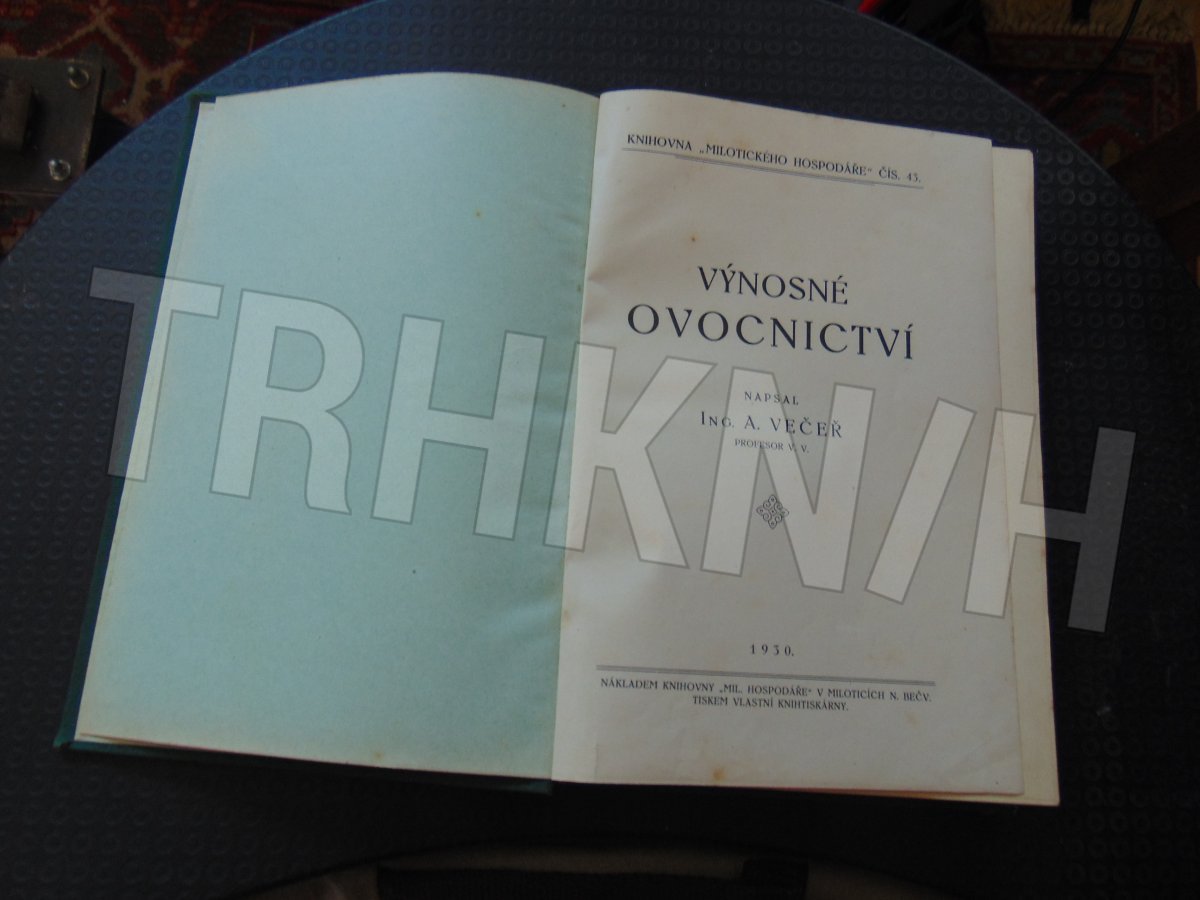 KNIHOVNA „MILOTICKÉHO HOSPODÁŘE“ ČÍS. 43.
VÝNOSNÉ
OVOCNICTVÍ
NAPSAL
ING. A. VEČEŘ
PROFESOR V. V.
1930.
NÁKLADEM KNIHOVNY „MIL. HOSPODÁŘE“ V MILOTICÍCH N. BEČV.
TISKEM VLASTNÍ KNIHTISKÁRNY.
TRHKNIH